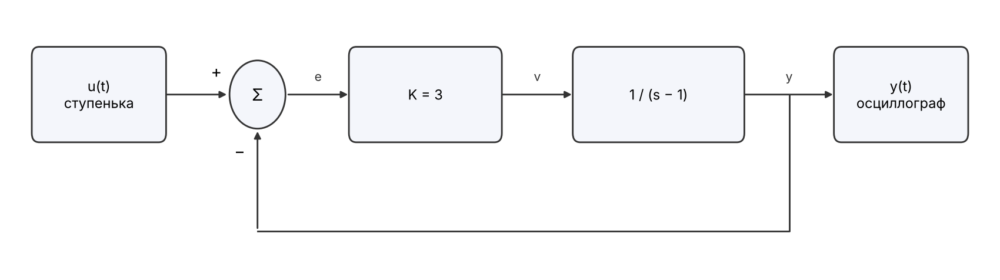 u(t)
ступенька
+
Σ
−
e
K = 3
v
1 / (s − 1)
y
y(t)
осциллограф